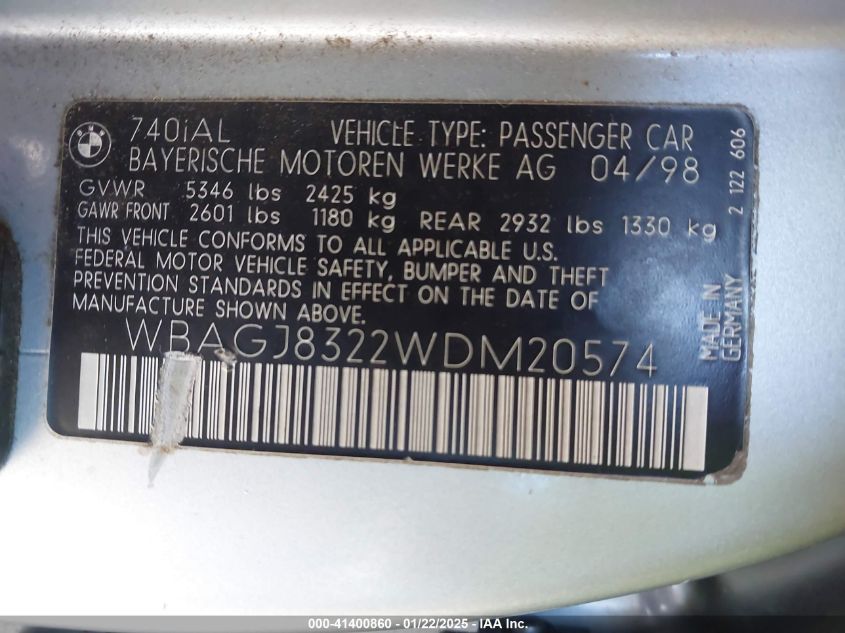 740iAL VEHICLE TYPE: PASSENGER CAR
BAYERISCHE MOTOREN WERKE AG 04/98
GVWR 5346 lbs 2425 kg
GAWR FRONT 2601 lbs 1180 kg REAR 2932 lbs 1330 kg
THIS VEHICLE CONFORMS TO ALL APPLICABLE U.S.
FEDERAL MOTOR VEHICLE SAFETY, BUMPER AND THEFT
PREVENTION STANDARDS IN EFFECT ON THE DATE OF
MANUFACTURE SHOWN ABOVE.
WBAGJ8322WDM20574
MADE IN
GERMANY
2 122 606
000-41400860 - 01/22/2025 - IAA Inc.